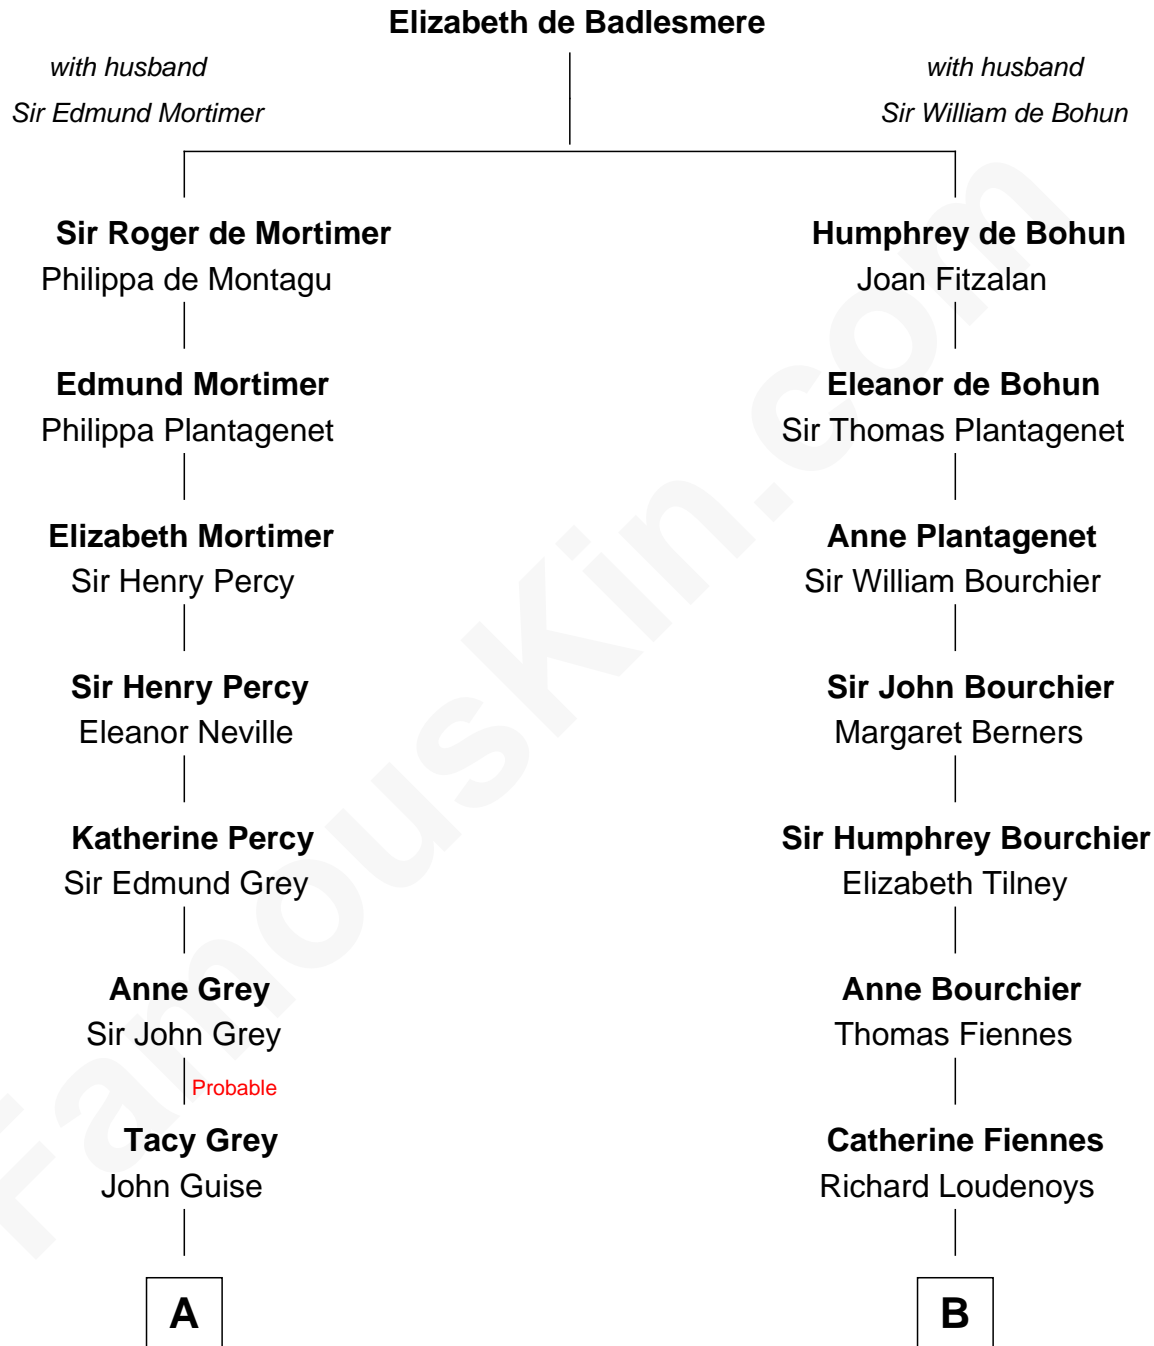 Elizabeth de Badlesmere
with husband
Sir Edmund Mortimer
with husband
Sir William de Bohun
Sir Roger de Mortimer
Philippa de Montagu
Humphrey de Bohun
Joan Fitzalan
Edmund Mortimer
Philippa Plantagenet
Eleanor de Bohun
Sir Thomas Plantagenet
Elizabeth Mortimer
Sir Henry Percy
Anne Plantagenet
Sir William Bourchier
Sir Henry Percy
Eleanor Neville
Sir John Bourchier
Margaret Berners
Katherine Percy
Sir Edmund Grey
Sir Humphrey Bourchier
Elizabeth Tilney
Anne Grey
Sir John Grey
Anne Bourchier
Thomas Fiennes
Probable
Tacy Grey
John Guise
Catherine Fiennes
Richard Loudenoys
A
B
FamousKin.com